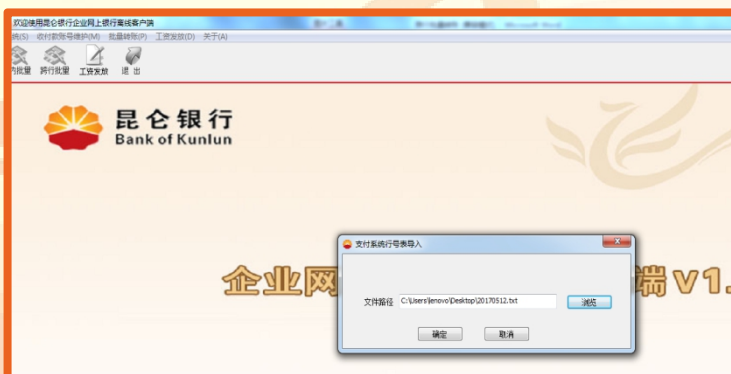 欢迎使用昆仑银行企业网上银行离线客户端
统(S) 收付款账号维护(M) 批量转账(P) 工资发放(D) 关于(A)
内批量 跨行批量 工资发放 退 出
昆仑银行
Bank of Kunlun
支付系统行号表导入
企业网 端 V1.
文件路径 C:\Users\lenovo\Desktop\20170512.txt 浏览
确定 取消